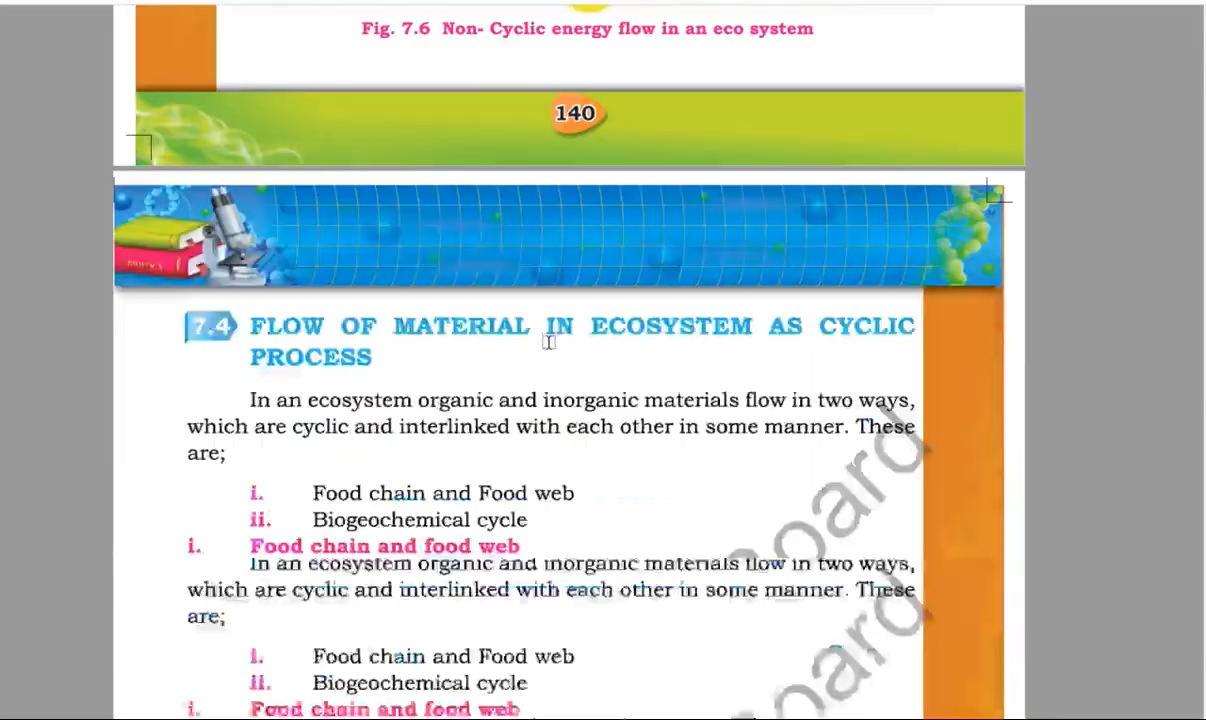 Fig. 7.6 Non- Cyclic energy flow in an eco system
140
7.4 FLOW OF MATERIAL IN ECOSYSTEM AS CYCLIC
PROCESS
In an ecosystem organic and inorganic materials flow in two ways,
which are cyclic and interlinked with each other in some manner. These
are;
i. Food chain and Food web
ii. Biogeochemical cycle
i. Food chain and food web
In an ecosystem organic and inorganic materials flow in two ways,
which are cyclic and interlinked with each other in some manner. These
are;
i. Food chain and Food web
ii. Biogeochemical cycle
i. Food chain and food web